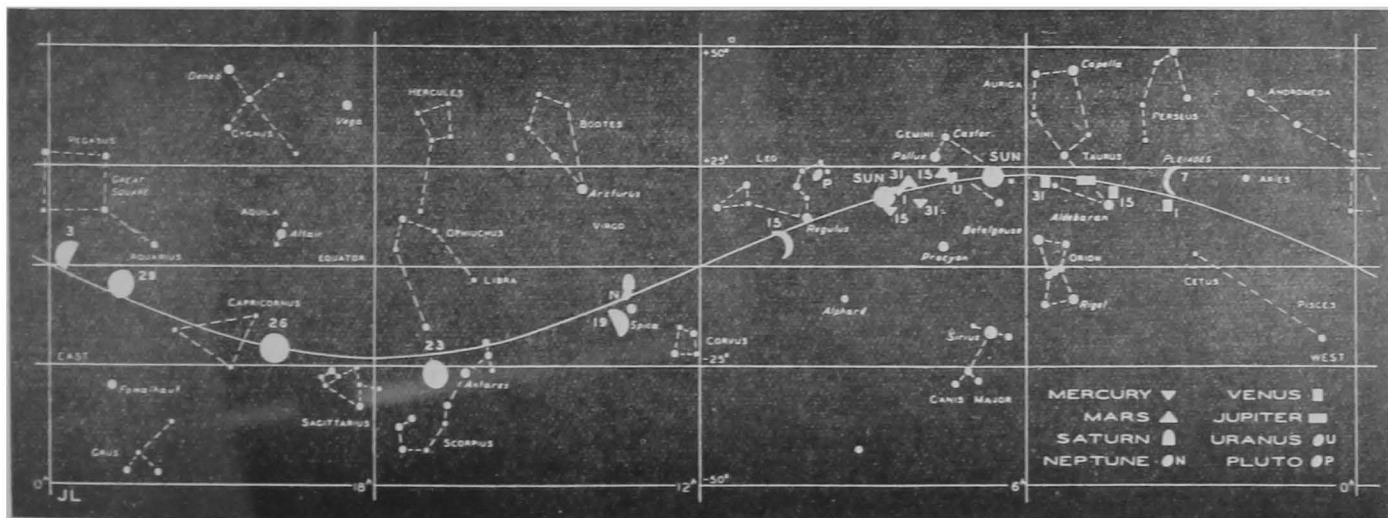 +50°
Deneb
CYGNUS
Vega
HERCULES
BOOTES
AURIGA
Capella
PERSEUS
ANDROMEDA
PEGASUS
GREAT
SQUARE
GEMINI
Castor
Pollux
LEO
25°
SUN
SUN
TAURUS
PLEIADES
7
ARIES
31
15
U
P
Arcturus
AQUILA
Altair
VIRGO
15
31
31
Aldebaran
15
1
3
AQUARIUS
EQUATOR
OPHIUCHUS
LIBRA
15
Regulus
Betelgeuse
Procyon
ORION
29
CAPRICORNUS
N
19
Spica
Alphard
Rigel
CETUS
PISCES
26
23
CORVUS
Sirius
EAST
-25°
WEST
Fomalhaut
Antares
CANIS MAJOR
SAGITTARIUS
SCORPIUS
GRUS
MERCURY
VENUS
MARS
JUPITER
SATURN
URANUS U
NEPTUNE N
PLUTO P
0h
JL
18h
12h
-50°
6h
0h